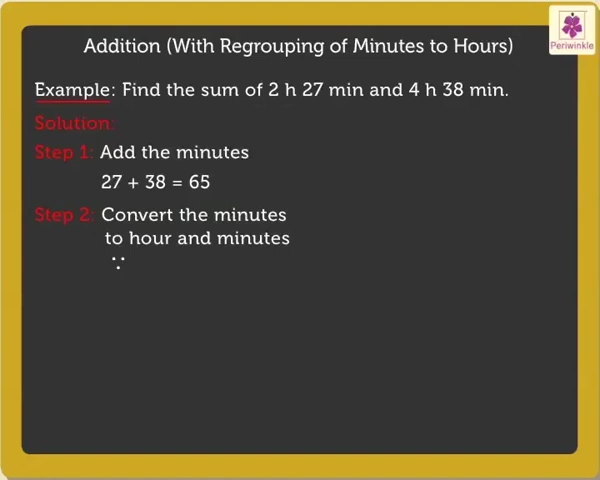 Addition (With Regrouping of Minutes to Hours)
Periwinkle
Example: Find the sum of 2 h 27 min and 4 h 38 min.
Solution:
Step 1: Add the minutes
27 + 38 = 65
Step 2: Convert the minutes
to hour and minutes
∵